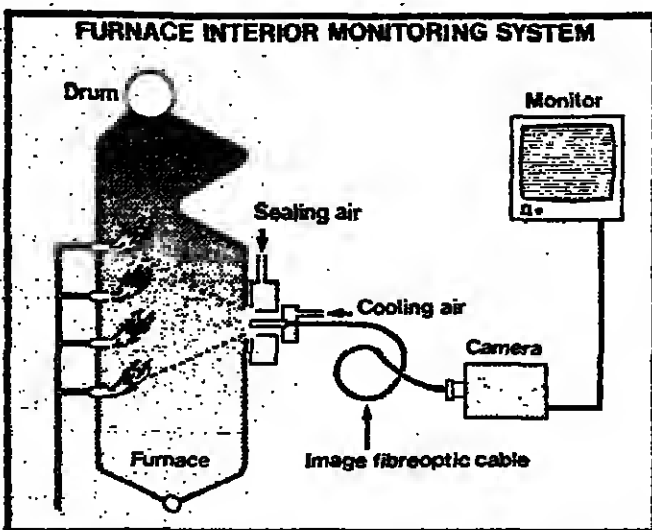 FURNACE INTERIOR MONITORING SYSTEM
Drum
Monitor
Sealing air
Cooling air
Camera
Furnace
Image fibreoptic cable